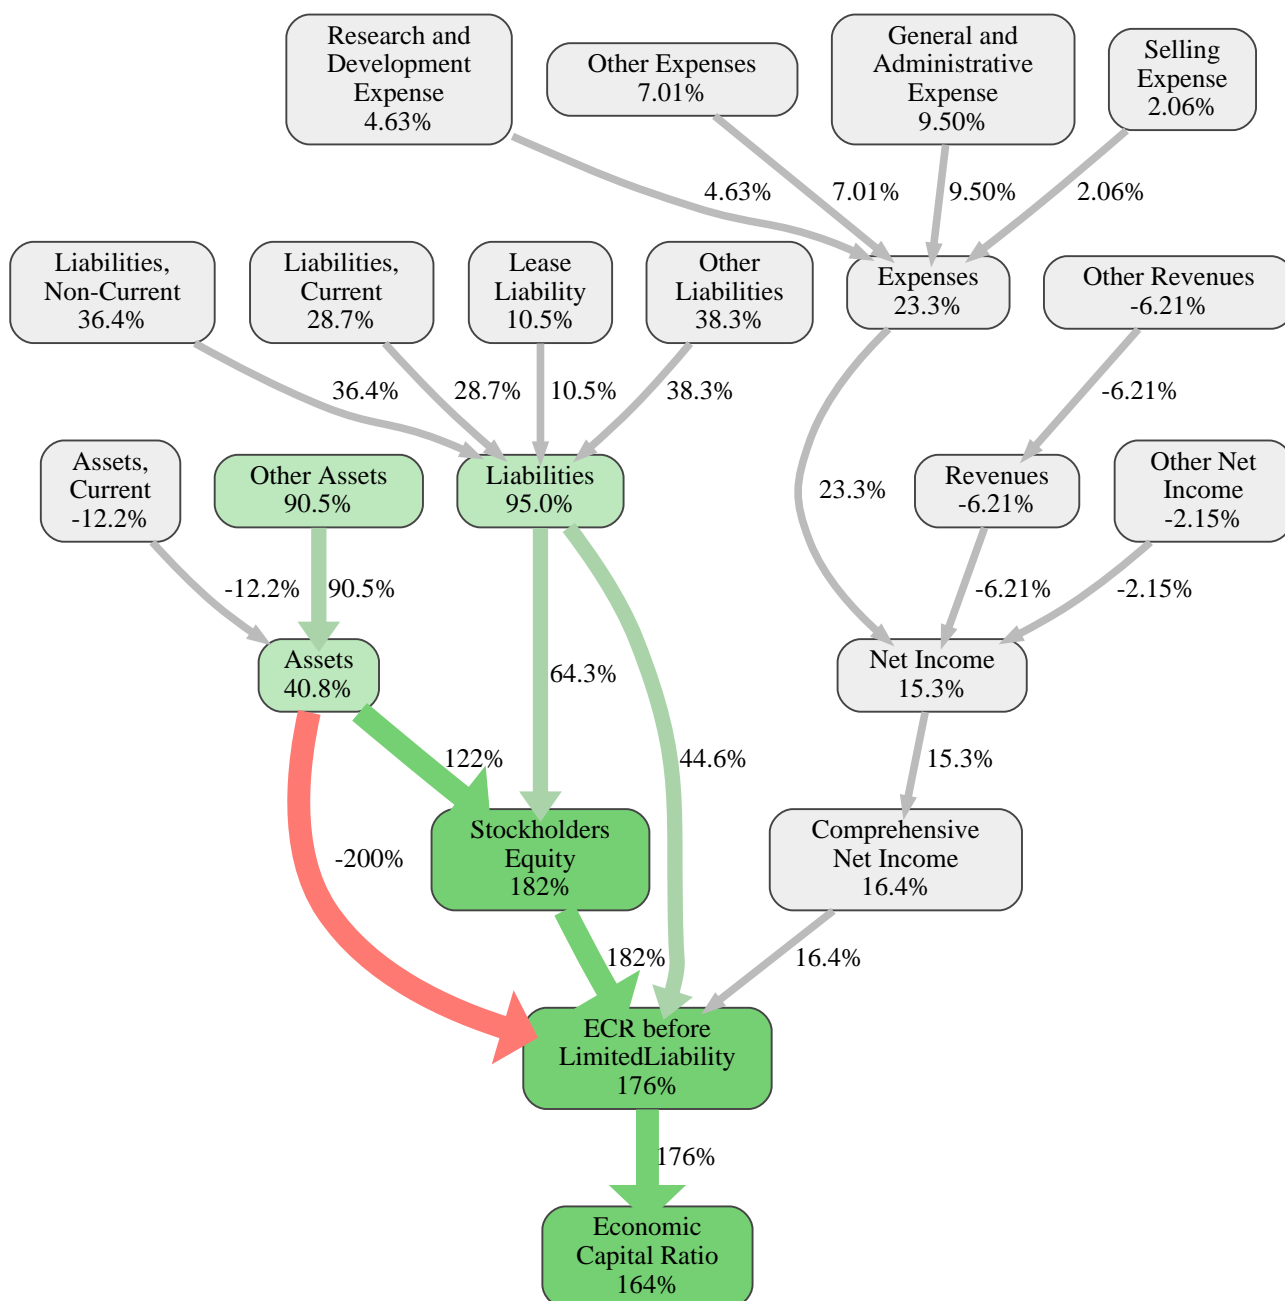 Research and
Development
Expense
4.63%
Other Expenses
7.01%
General and
Administrative
Expense
9.50%
Selling
Expense
2.06%
4.63%
7.01%
9.50%
2.06%
Liabilities,
Non-Current
36.4%
Liabilities,
Current
28.7%
Lease
Liability
10.5%
Other
Liabilities
38.3%
Expenses
23.3%
Other Revenues
-6.21%
36.4%
28.7%
10.5%
38.3%
-6.21%
Assets,
Current
-12.2%
Other Assets
90.5%
Liabilities
95.0%
23.3%
Revenues
-6.21%
Other Net
Income
-2.15%
-12.2%
90.5%
-6.21%
-2.15%
Assets
40.8%
64.3%
Net Income
15.3%
122%
44.6%
15.3%
-200%
Stockholders
Equity
182%
Comprehensive
Net Income
16.4%
182%
16.4%
ECR before
LimitedLiability
176%
176%
Economic
Capital Ratio
164%